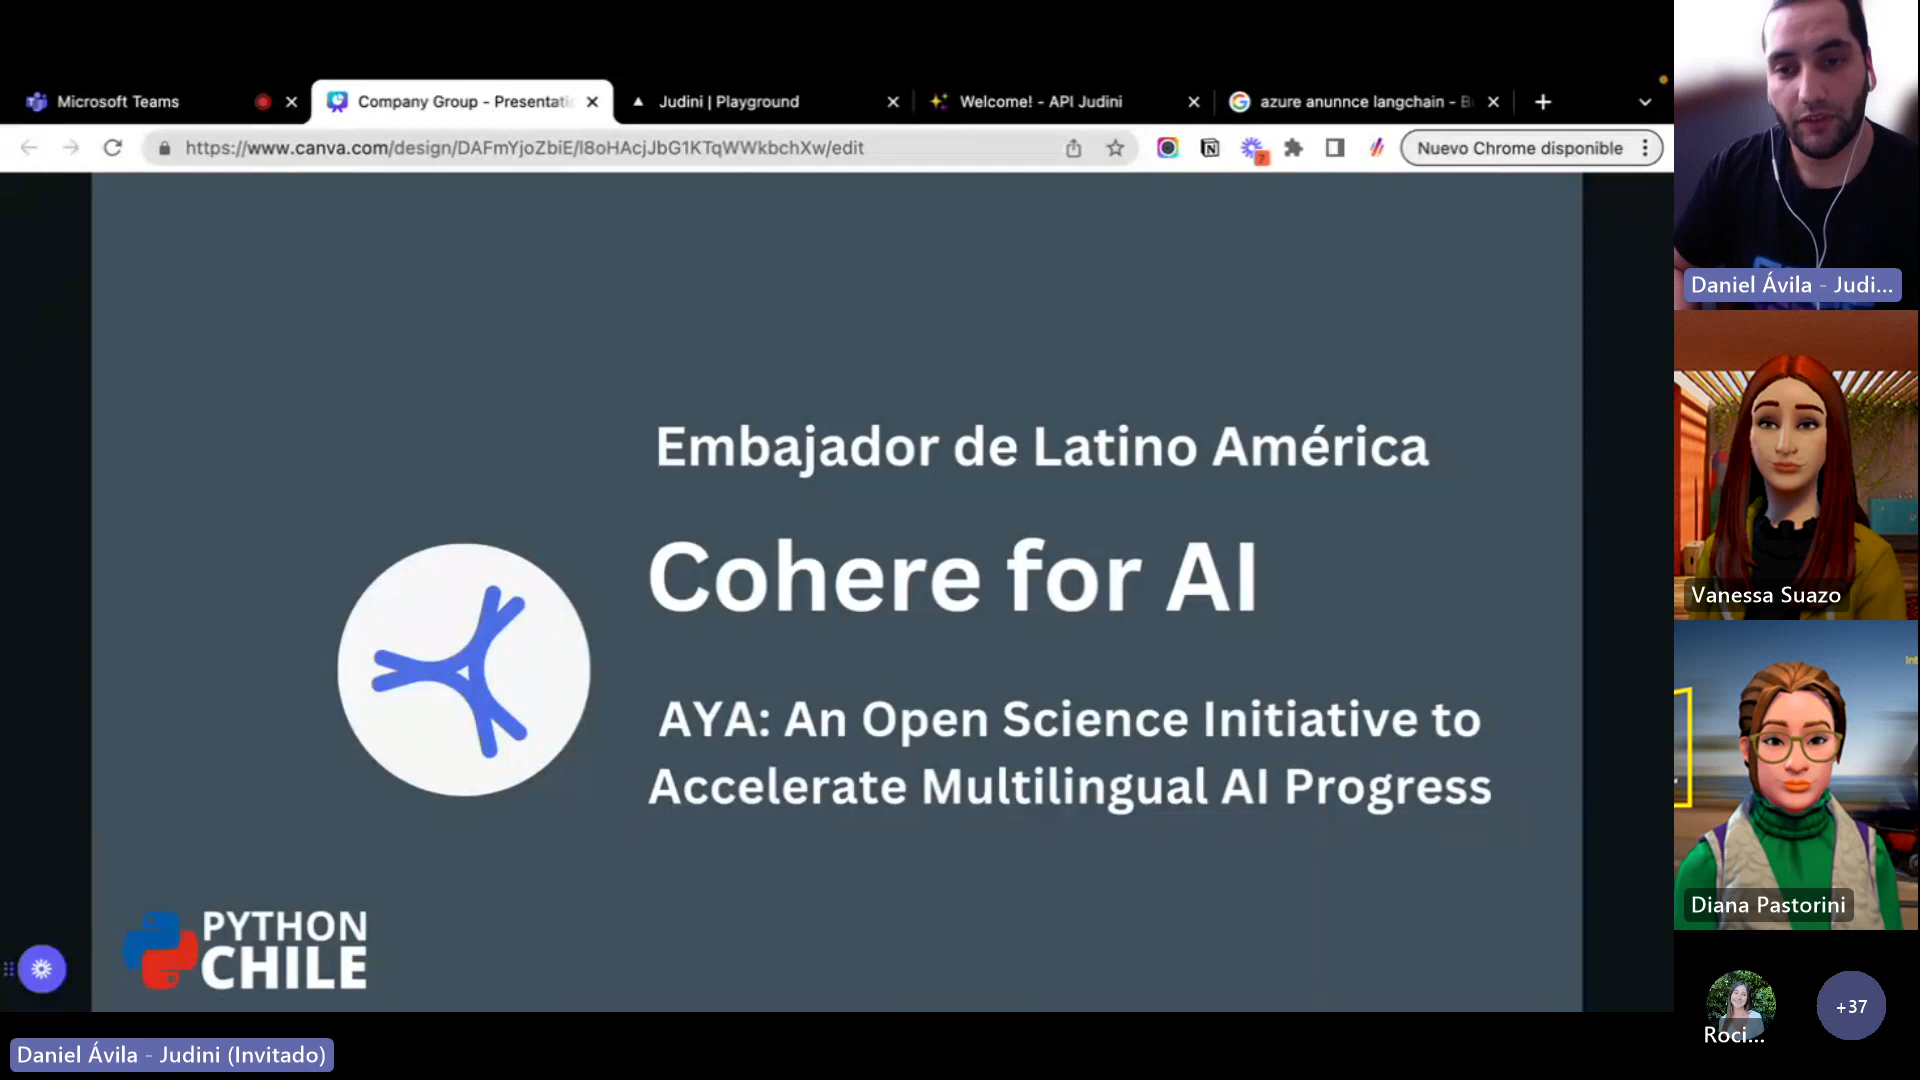 Microsoft Teams
Company Group - Presentati
Judini | Playground
Welcome! - API Judini
azure anunnce langchain - B
https://www.canva.com/design/DAFmYjoZbiE/l8oHAcjJbG1KTqWWkbchXw/edit
7
Nuevo Chrome disponible
Embajador de Latino América
Cohere for AI
AYA: An Open Science Initiative to
Accelerate Multilingual AI Progress
PYTHON
CHILE
Daniel Ávila - Judini (Invitado)
Daniel Ávila - Judi...
Vanessa Suazo
Int
Diana Pastorini
Roci...
+37